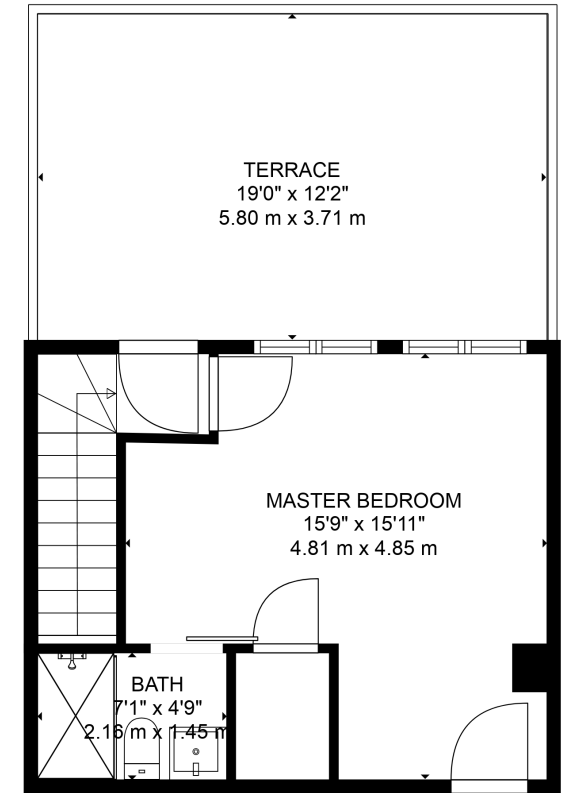 TERRACE
19'0" x 12'2"
5.80 m x 3.71 m
MASTER BEDROOM
15'9" x 15'11"
4.81 m x 4.85 m
BATH
7'1" x 4'9"
2.16 m x 1.45 m